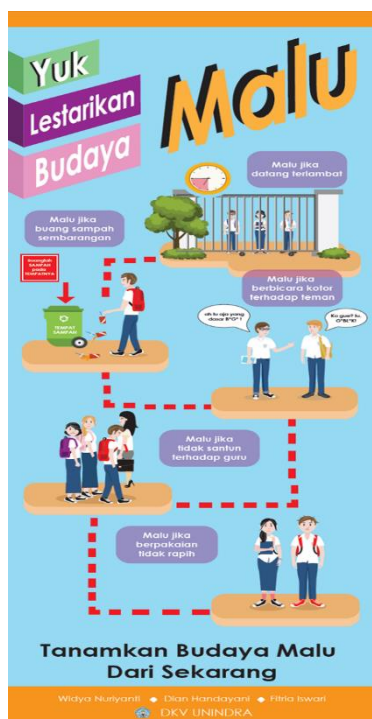 Yuk
Lestarikan
Budaya
Malu
Malu jika
datang terlambat
Malu jika
buang sampah
sembarangan
SAMPAH
TEMPAT
SAMPAH
Malu jika
berbicara kotor
terhadap teman
Malu jika
tidak santun
terhadap guru
Malu jika
berpakaian
tidak rapih
Tanamkan Budaya Malu
Dari Sekarang
Widya Nuriyanti ◆ Dian Handayani ◆ Fitria Iswari
DKV UNINDRA